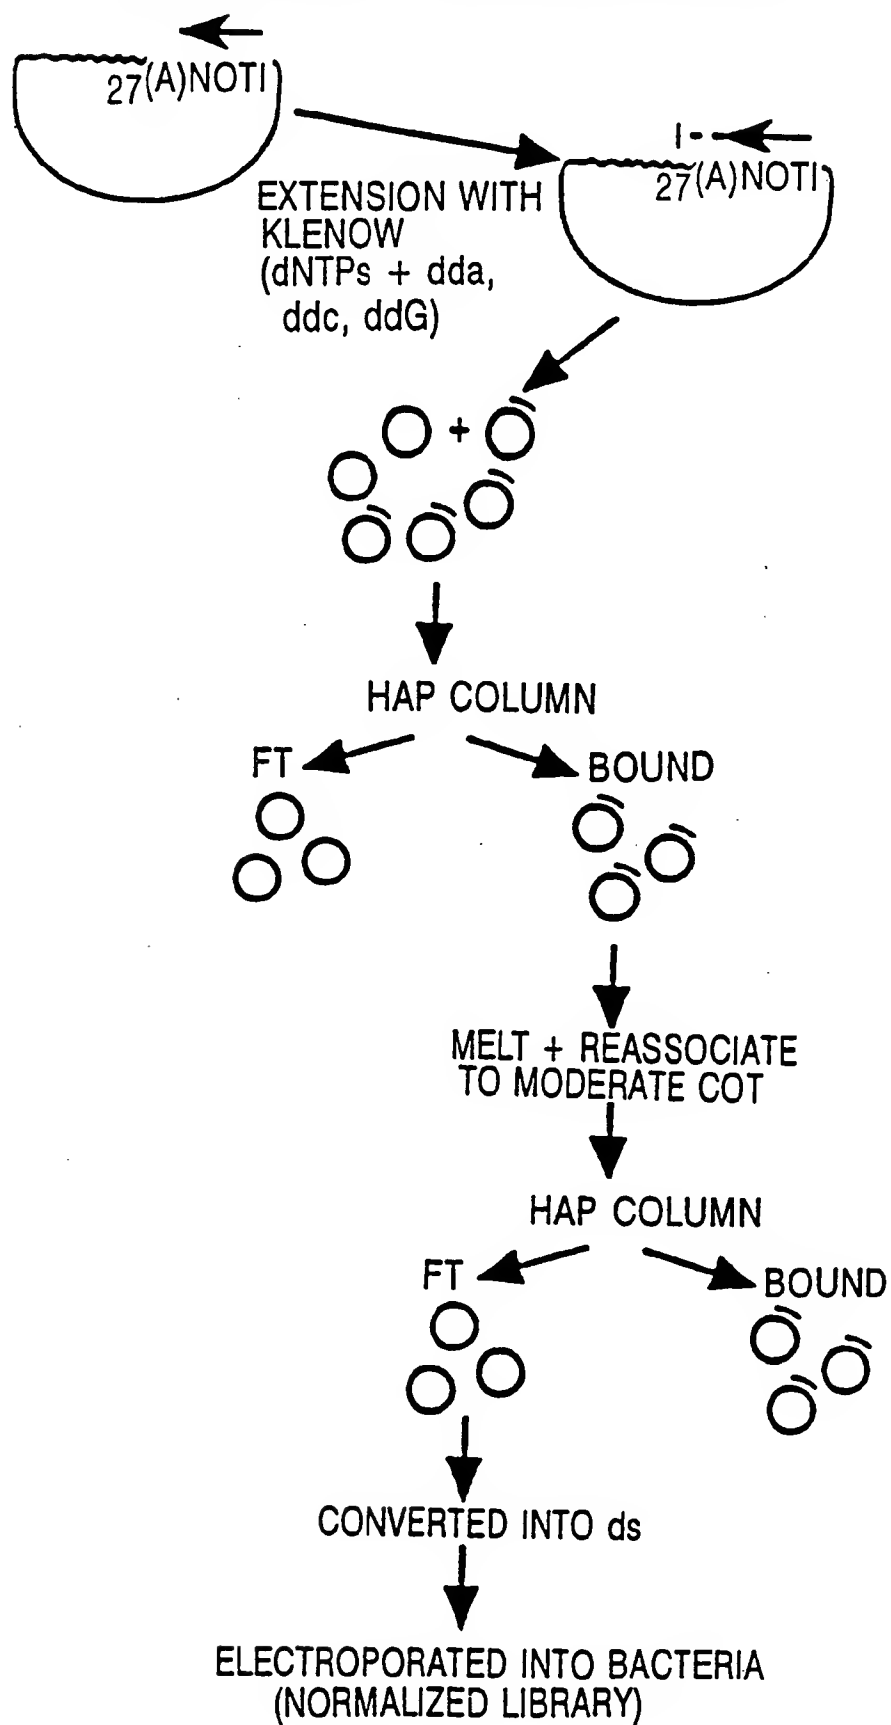 27(A)NOTI
27(A)NOTI
EXTENSION WITH
KLENOW
(dNTPs + dda,
ddc, ddG)
+
HAP COLUMN
FT
BOUND
MELT + REASSOCIATE
TO MODERATE COT
HAP COLUMN
FT
BOUND
CONVERTED INTO ds
ELECTROPORATED INTO BACTERIA
(NORMALIZED LIBRARY)